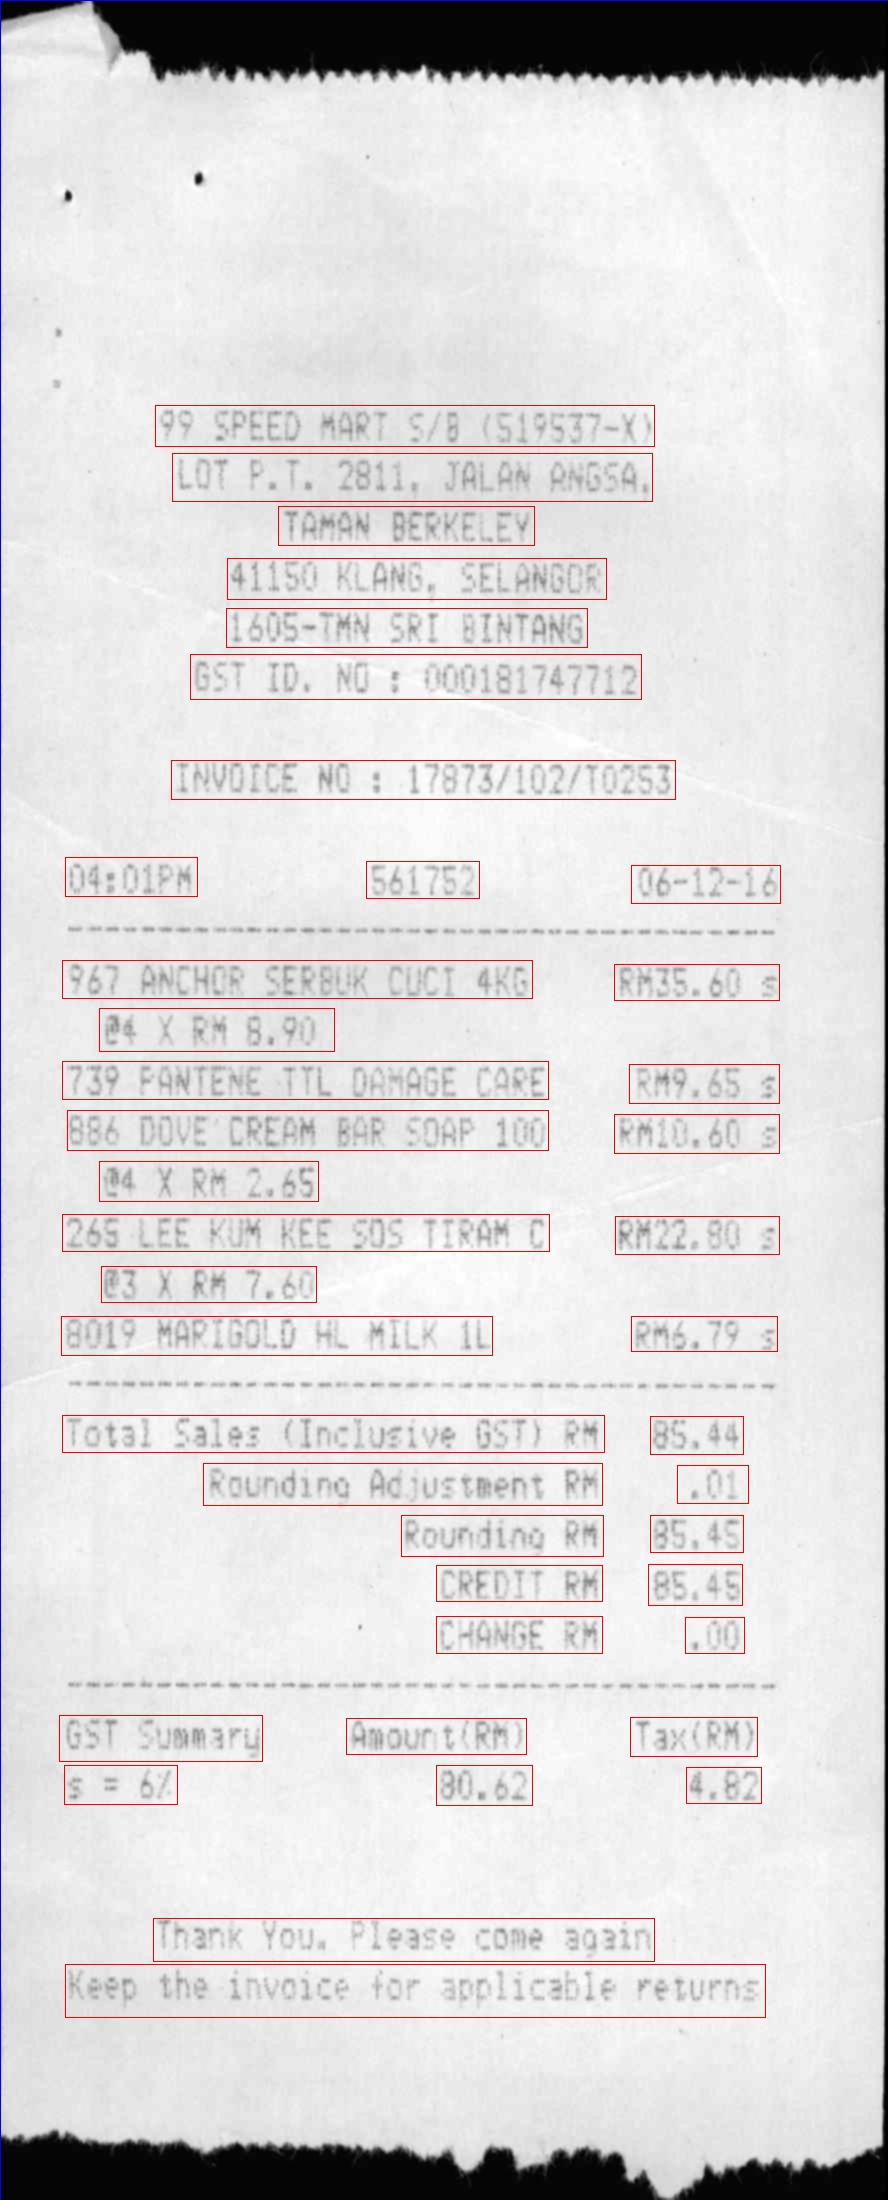 99 SPEED MART S/B (519537-X)
LOT P.T. 2811, JALAN ANGSA,
TAMAN BERKELEY
41150 KLANG, SELANGOR
1605-TMN SRI BINTANG
GST ID. NO : 000181747712
INVOICE NO : 17873/102/T0253
04:01PM 561752 06-12-16
967 ANCHOR SERBUK CUCI 4KG RM35.60 s
@4 X RM 8.90
739 PANTENE TTL DAMAGE CARE RM9.65 s
886 DOVE CREAM BAR SOAP 100 RM10.60 s
@4 X RM 2.65
265 LEE KUM KEE SOS TIRAM C RM22.80 s
@3 X RM 7.60
8019 MARIGOLD HL MILK 1L RM6.79 s
Total Sales (Inclusive GST) RM 85.44
Rounding Adjustment RM .01
Rounding RM 85.45
CREDIT RM 85.45
CHANGE RM .00
GST Summary Amount(RM) Tax(RM)
s = 6% 80.62 4.82
Thank You. Please come again
Keep the invoice for applicable returns